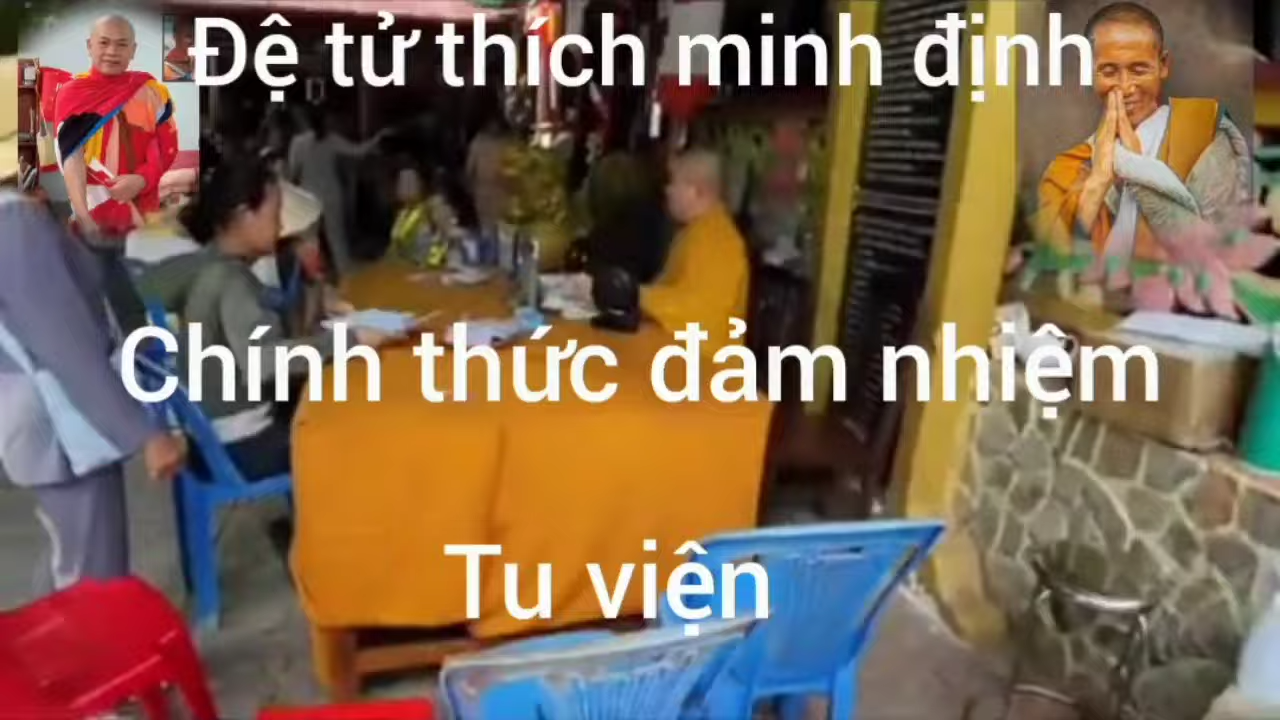 Đệ tử thích minh định
Chính thức đảm nhiệm
Tu viện